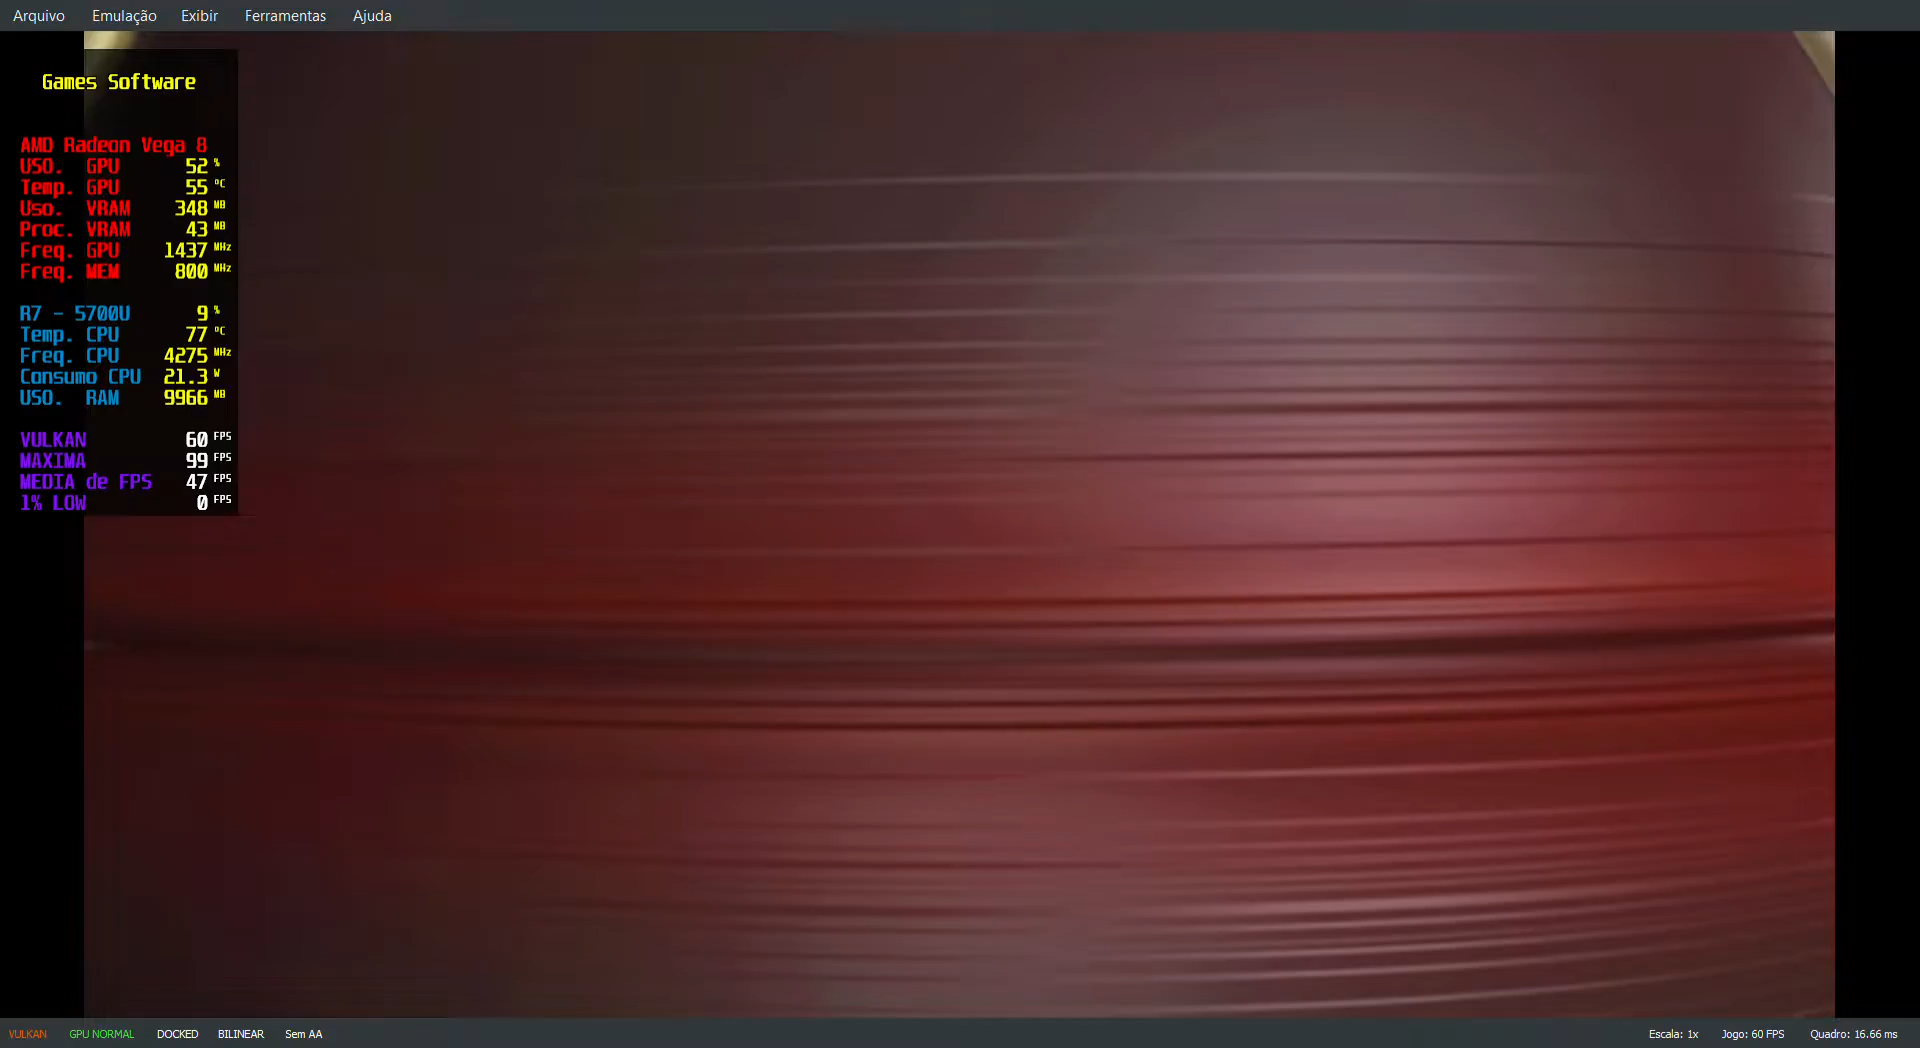 Arquivo Emulação Exibir Ferramentas Ajuda
Games Software
AMD Radeon Vega 8
USO. GPU 52 %
Temp. GPU 55 °C
Uso. VRAM 348 MB
Proc. VRAM 43 MB
Freq. GPU 1437 MHz
Freq. MEM 800 MHz
R7 - 5700U 9 %
Temp. CPU 77 °C
Freq. CPU 4275 MHz
Consumo CPU 21.3 W
USO. RAM 9966 MB
VULKAN 60 FPS
MAXIMA 99 FPS
MEDIA de FPS 47 FPS
1% LOW 0 FPS
VULKAN GPU NORMAL DOCKED BILINEAR Sem AA Escala: 1x Jogo: 60 FPS Quadro: 16.66 ms